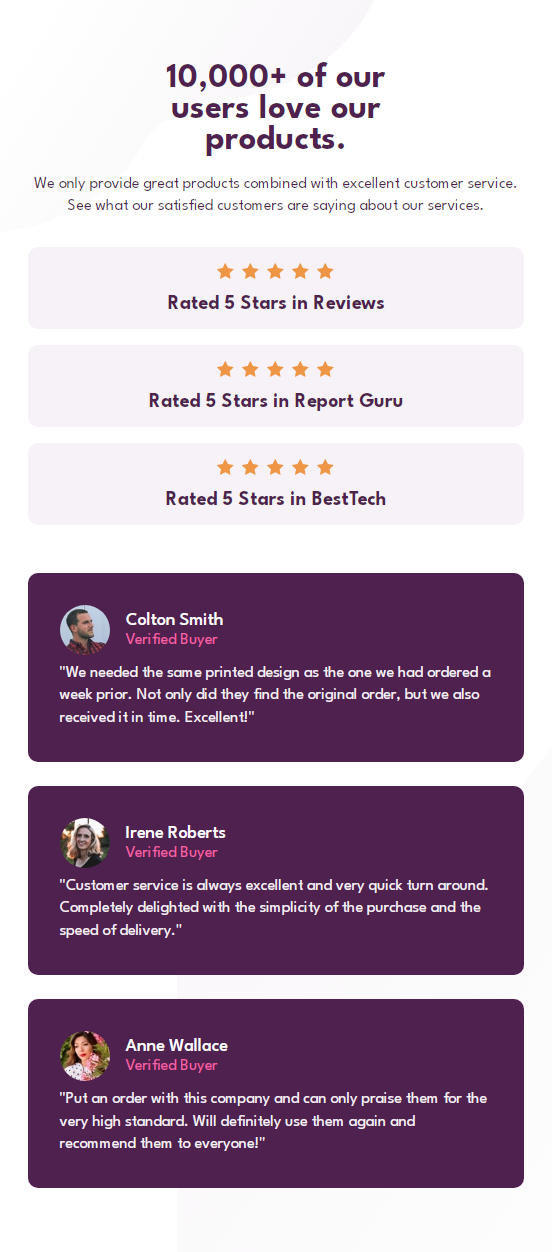 10,000+ of our
users love our
products.
We only provide great products combined with excellent customer service.
See what our satisfied customers are saying about our services.
Rated 5 Stars in Reviews
Rated 5 Stars in Report Guru
Rated 5 Stars in BestTech
Colton Smith
Verified Buyer
"We needed the same printed design as the one we had ordered a
week prior. Not only did they find the original order, but we also
received it in time. Excellent!"
Irene Roberts
Verified Buyer
"Customer service is always excellent and very quick turn around.
Completely delighted with the simplicity of the purchase and the
speed of delivery."
Anne Wallace
Verified Buyer
"Put an order with this company and can only praise them for the
very high standard. Will definitely use them again and
recommend them to everyone!"